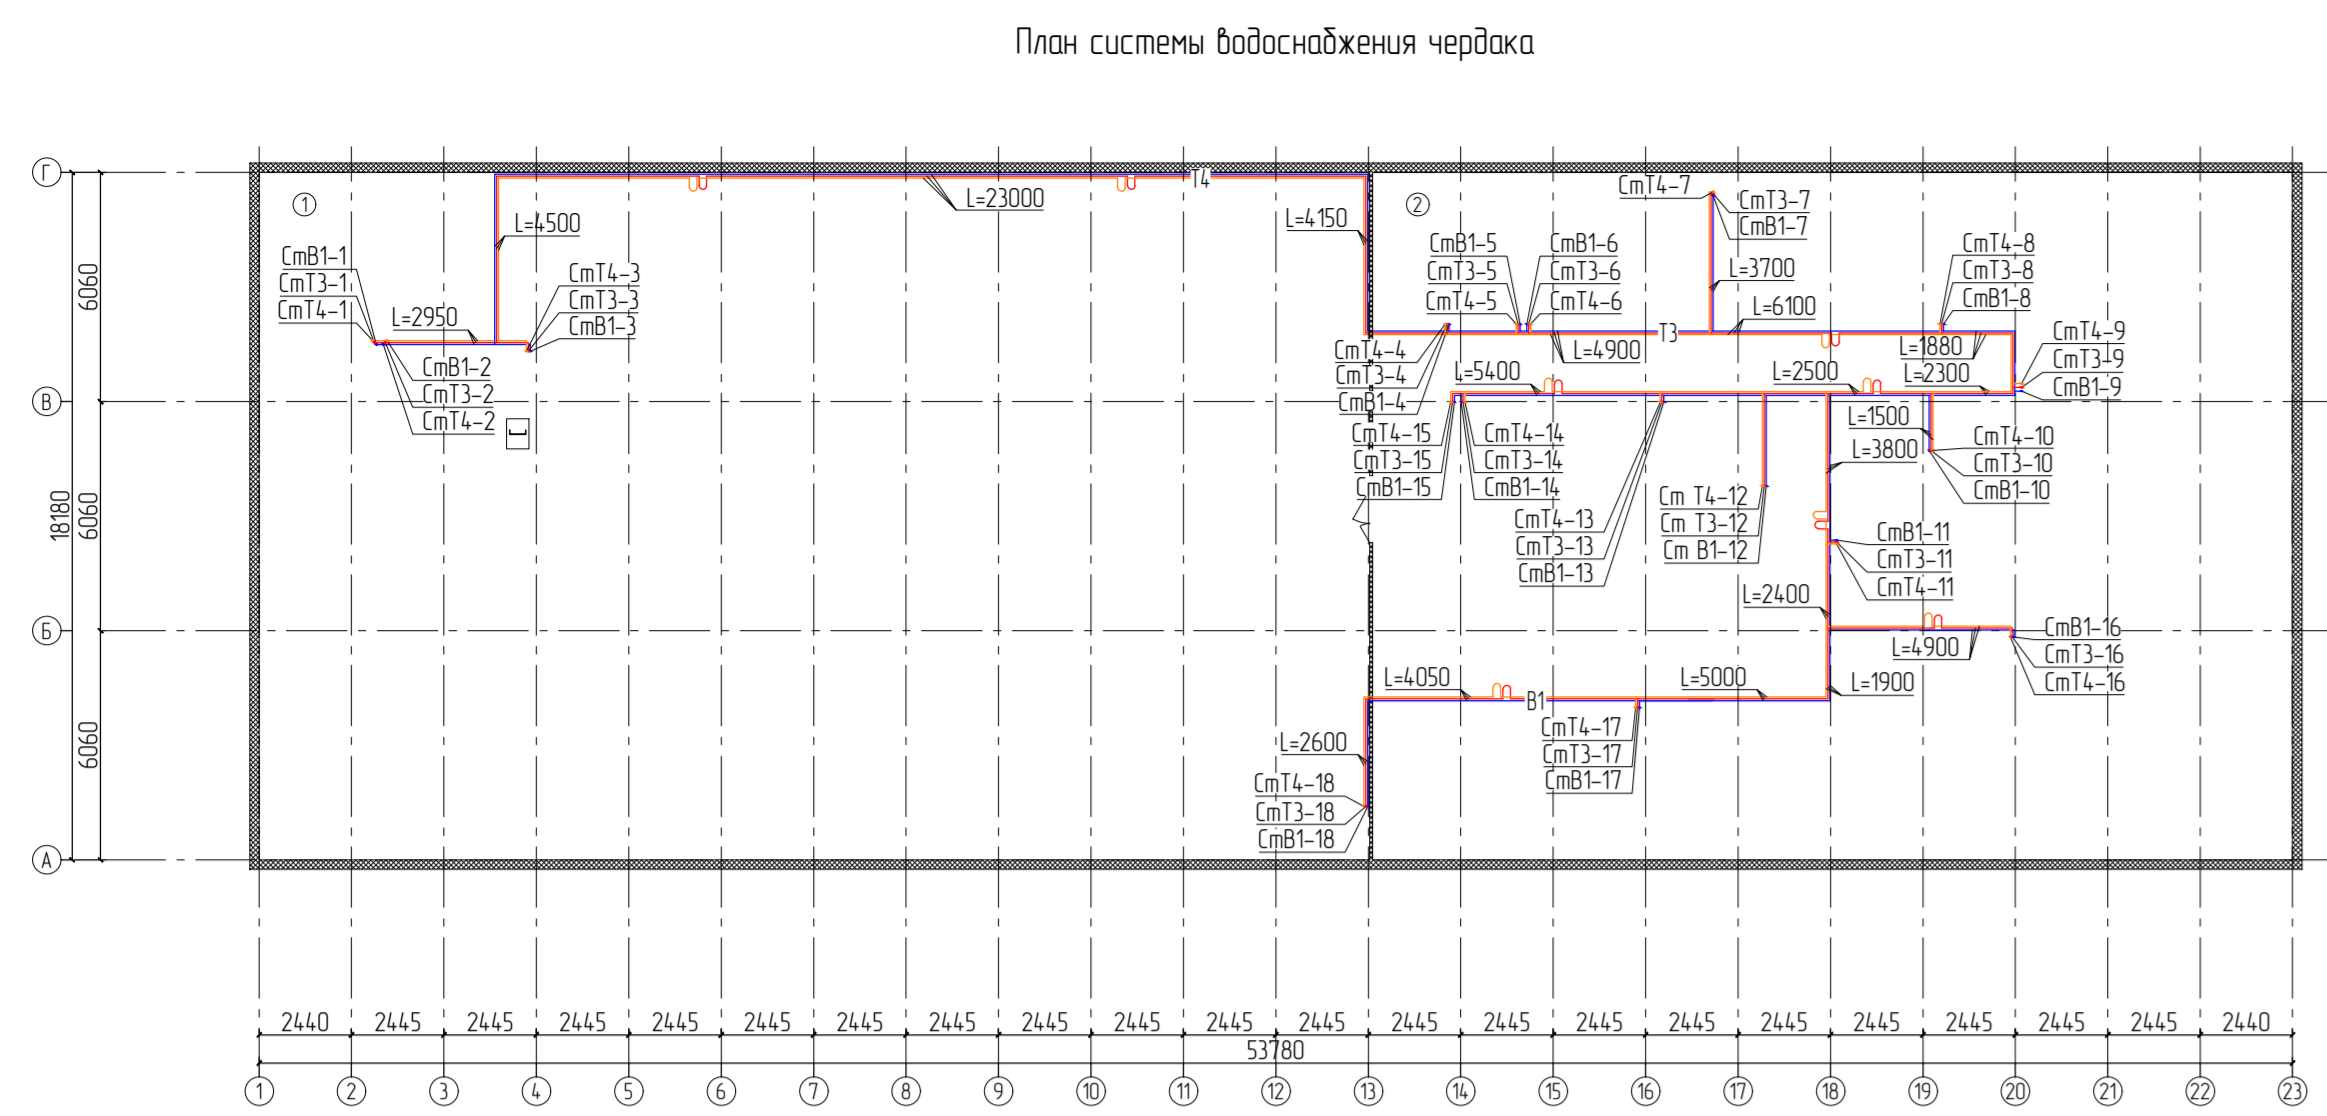 План системы водоснабжения чердака
Г
В
Б
А
6060
6060
6060
18180
1
2
Т4
L=23000
L=4500
L=4150
СтВ1-1
СтТ3-1
СтТ4-1
L=2950
СтТ4-3
СтТ3-3
СтВ1-3
СтВ1-2
СтТ3-2
СтТ4-2
СтТ4-7
СтТ3-7
СтВ1-7
L=3700
СтВ1-5
СтТ3-5
СтТ4-5
СтВ1-6
СтТ3-6
СтТ4-6
Т3
L=6100
СтТ4-8
СтТ3-8
СтВ1-8
СтТ4-4
СтТ3-4
СтВ1-4
L=4900
L=1880
L=5400
L=2500
L=2300
СтТ4-9
СтТ3-9
СтВ1-9
СтТ4-15
СтТ3-15
СтВ1-15
СтТ4-14
СтТ3-14
СтВ1-14
СтТ4-13
СтТ3-13
СтВ1-13
Ст Т4-12
Ст Т3-12
Ст В1-12
L=1500
L=3800
СтТ4-10
СтТ3-10
СтВ1-10
СтВ1-11
СтТ3-11
СтТ4-11
L=2400
L=4900
СтВ1-16
СтТ3-16
СтТ4-16
L=4050
В1
L=5000
L=1900
СтТ4-17
СтТ3-17
СтВ1-17
L=2600
СтТ4-18
СтТ3-18
СтВ1-18
2440 2445 2445 2445 2445 2445 2445 2445 2445 2445 2445 2445 2445 2445 2445 2445 2445 2445 2445 2445 2445 2440
53780
1 2 3 4 5 6 7 8 9 10 11 12 13 14 15 16 17 18 19 20 21 22 23